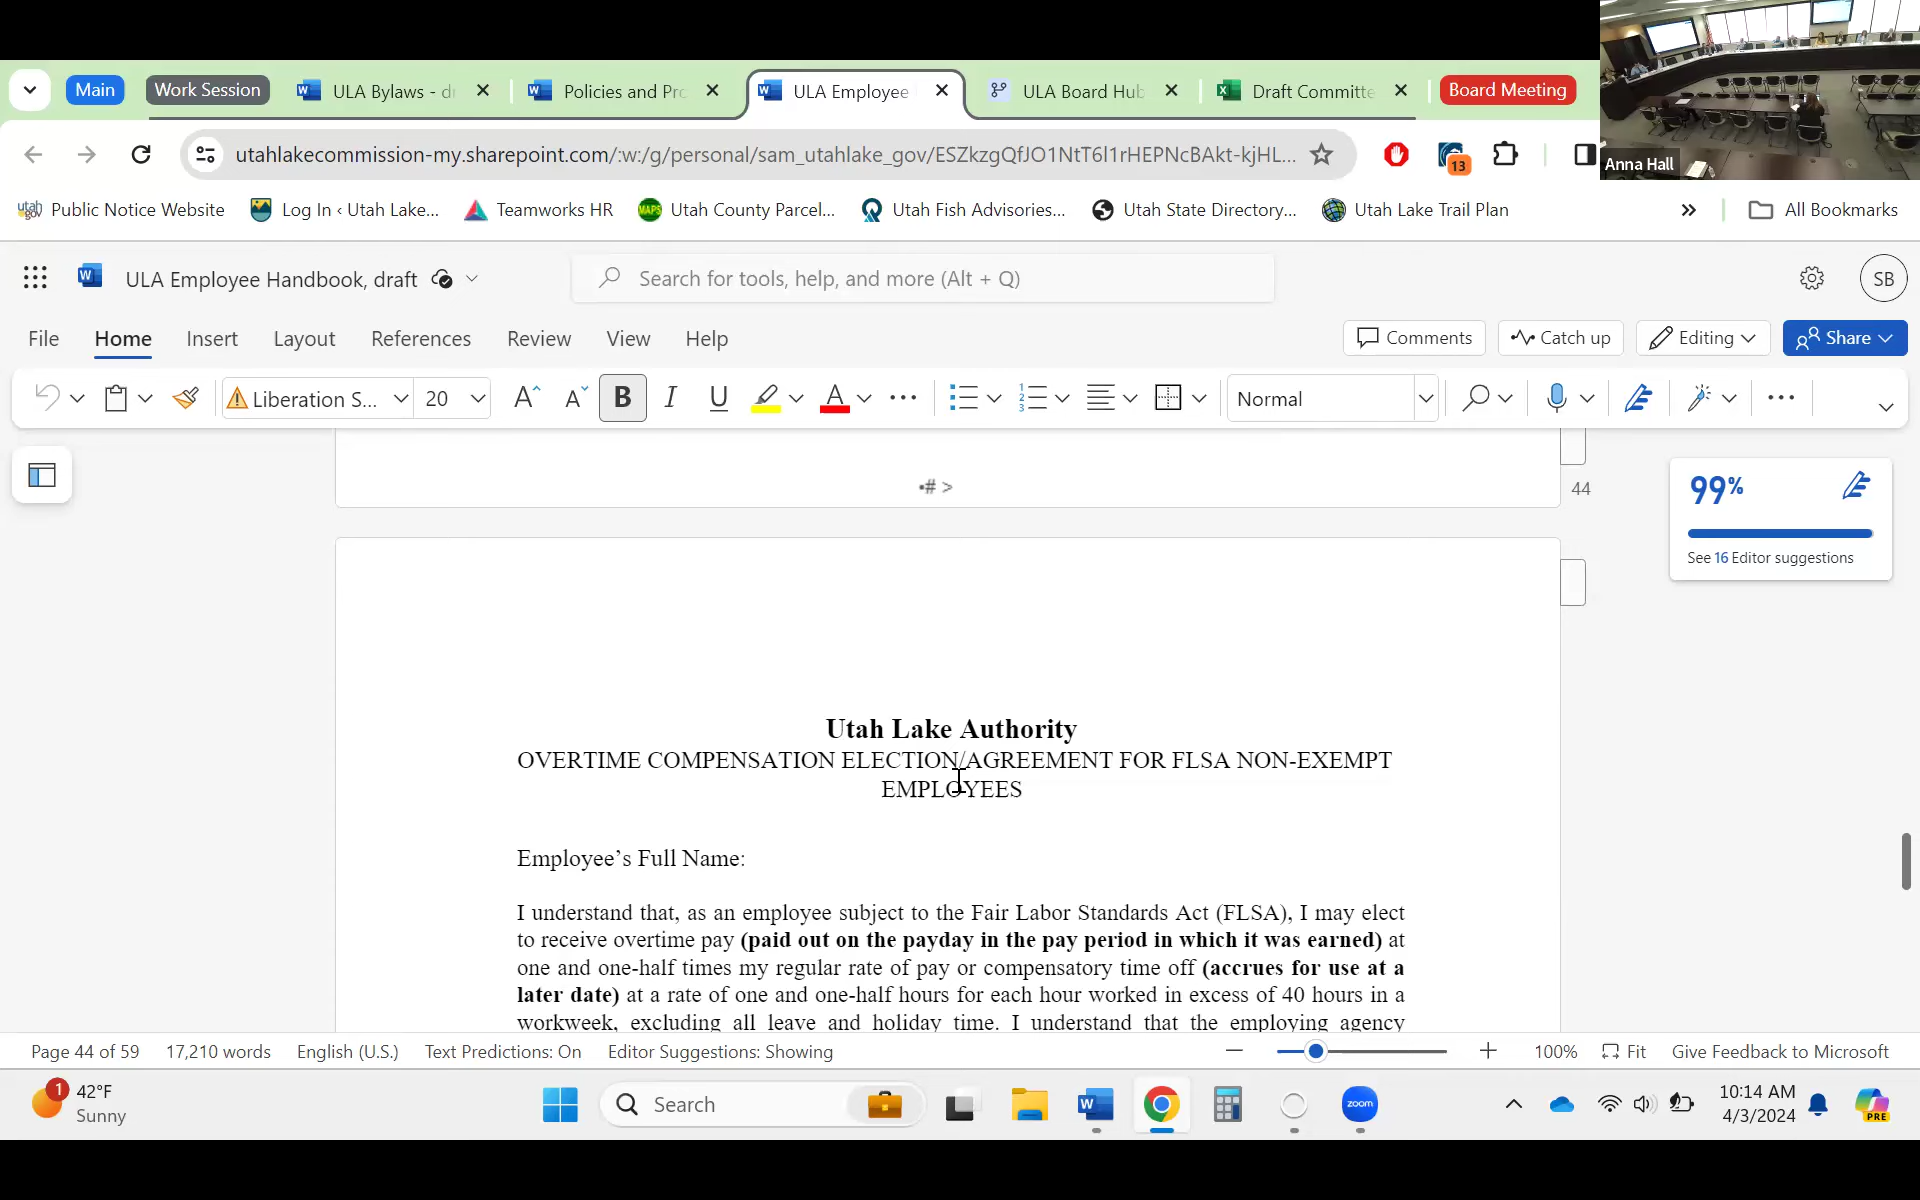 Main
Work Session
ULA Bylaws - dr
Policies and Pro
ULA Employee
ULA Board Hub
Draft Committe
Board Meeting
utahlakecommission-my.sharepoint.com/:w:/g/personal/sam_utahlake_gov/ESZkzgQfJO1NtT6l1rHEPNcBAkt-kjHL...
13
Anna Hall
Public Notice Website
Log In ‹ Utah Lake...
Teamworks HR
MAPS
Utah County Parcel...
Utah Fish Advisories...
Utah State Directory...
Utah Lake Trail Plan
»
All Bookmarks
ULA Employee Handbook, draft
Search for tools, help, and more (Alt + Q)
SB
File
Home
Insert
Layout
References
Review
View
Help
Comments
Catch up
Editing
Share
Liberation S...
20
B
I
U
Normal
•# >
44
99%
See 16 Editor suggestions
Utah Lake Authority
OVERTIME COMPENSATION ELECTION/AGREEMENT FOR FLSA NON-EXEMPT
EMPLOYEES
Employee’s Full Name:
I understand that, as an employee subject to the Fair Labor Standards Act (FLSA), I may elect
to receive overtime pay (paid out on the payday in the pay period in which it was earned) at
one and one-half times my regular rate of pay or compensatory time off (accrues for use at a
later date) at a rate of one and one-half hours for each hour worked in excess of 40 hours in a
workweek, excluding all leave and holiday time. I understand that the employing agency
Page 44 of 59
17,210 words
English (U.S.)
Text Predictions: On
Editor Suggestions: Showing
100%
Fit
Give Feedback to Microsoft
1
42°F
Sunny
Search
zoom
10:14 AM
4/3/2024
PRE